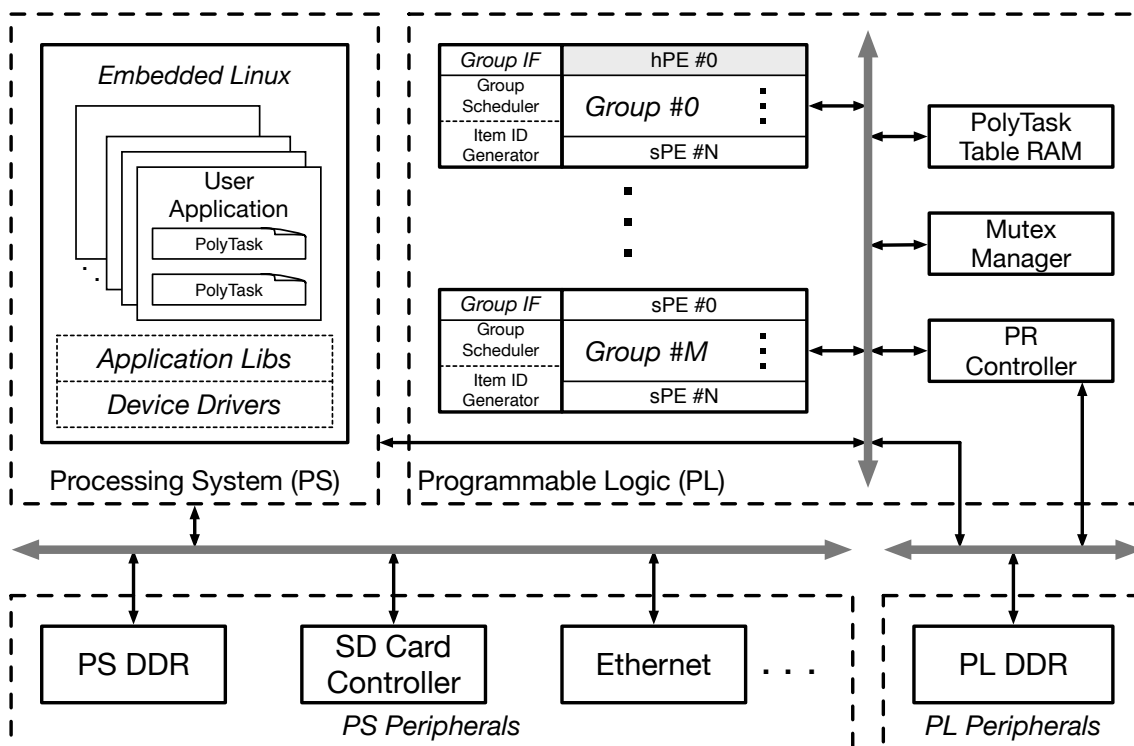 Embedded Linux
User
Application
PolyTask
PolyTask
Application Libs
Device Drivers
Processing System (PS)
Group IF
hPE #0
Group
Scheduler
Group #0
Item ID
Generator
sPE #N
Group IF
sPE #0
Group
Scheduler
Group #M
Item ID
Generator
sPE #N
PolyTask
Table RAM
Mutex
Manager
PR
Controller
Programmable Logic (PL)
PS DDR
SD Card
Controller
Ethernet
PS Peripherals
PL DDR
PL Peripherals